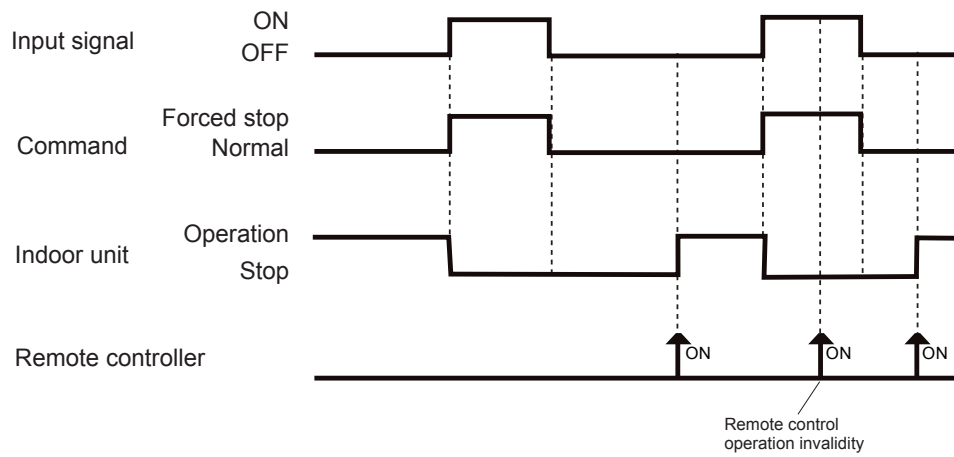 Input signal
ON
OFF
Command
Forced stop
Normal
Indoor unit
Operation
Stop
Remote controller
ON
ON
ON
Remote control
operation invalidity